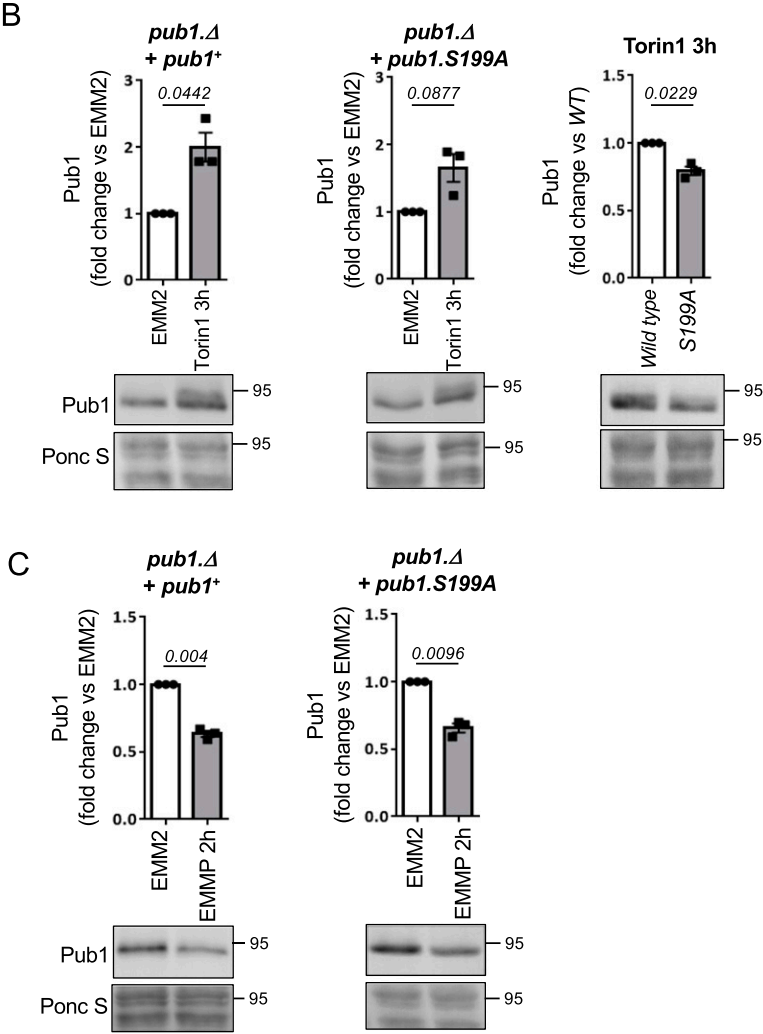 B
pub1.Δ
+ pub1⁺
Pub1
(fold change vs EMM2)
3
2
1
0
0.0442
EMM2
Torin1 3h
pub1.Δ
+ pub1.S199A
Pub1
(fold change vs EMM2)
3
2
1
0
0.0877
EMM2
Torin1 3h
Torin1 3h
Pub1
(fold change vs WT)
1.5
1.0
0.5
0.0
0.0229
Wild type
S199A
Pub1
95
95
95
Ponc S
95
95
95
C
pub1.Δ
+ pub1⁺
Pub1
(fold change vs EMM2)
1.5
1.0
0.5
0.0
0.004
EMM2
EMMP 2h
pub1.Δ
+ pub1.S199A
Pub1
(fold change vs EMM2)
1.5
1.0
0.5
0.0
0.0096
EMM2
EMMP 2h
Pub1
95
95
Ponc S
95
95